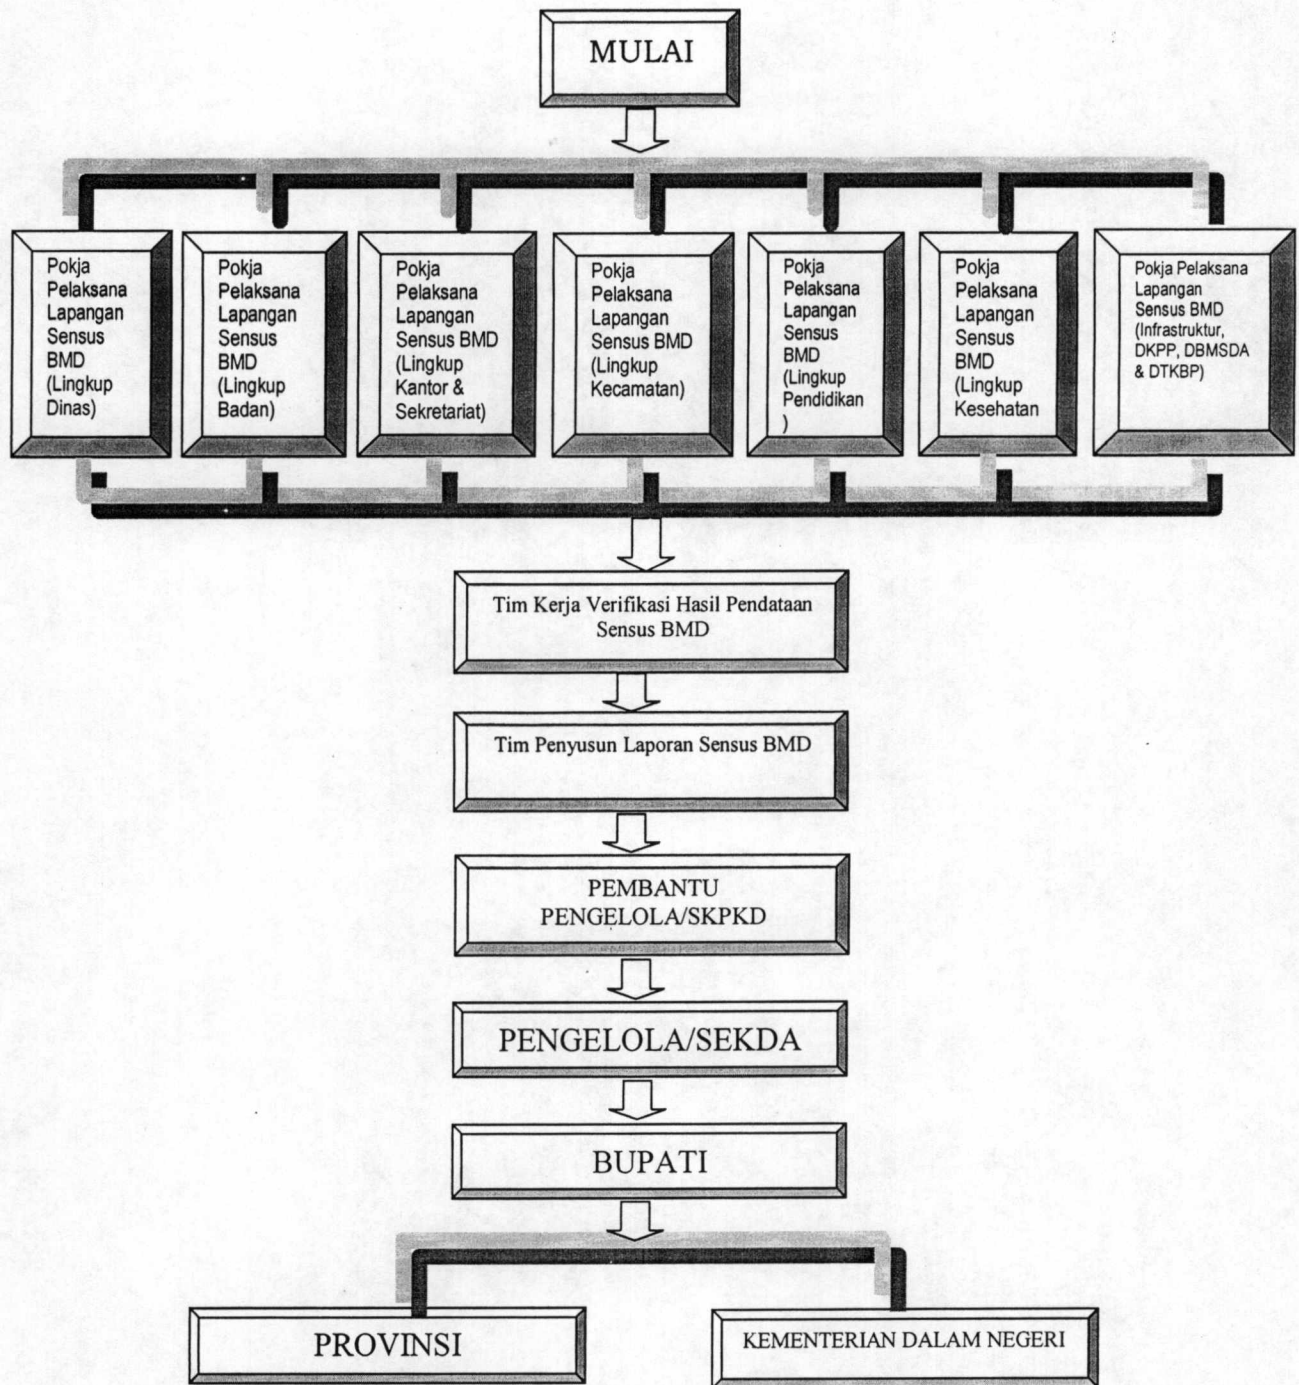 MULAI
Pokja
Pelaksana
Lapangan
Sensus
BMD
(Lingkup
Dinas)
Pokja
Pelaksana
Lapangan
Sensus
BMD
(Lingkup
Badan)
Pokja
Pelaksana
Lapangan
Sensus BMD
(Lingkup
Kantor &
Sekretariat)
Pokja
Pelaksana
Lapangan
Sensus BMD
(Lingkup
Kecamatan)
Pokja
Pelaksana
Lapangan
Sensus
BMD
(Lingkup
Pendidikan
)
Pokja
Pelaksana
Lapangan
Sensus
BMD
(Lingkup
Kesehatan
Pokja Pelaksana
Lapangan
Sensus BMD
(Infrastruktur,
DKPP, DBMSDA
& DTKBP)
Tim Kerja Verifikasi Hasil Pendataan
Sensus BMD
Tim Penyusun Laporan Sensus BMD
PEMBANTU
PENGELOLA/SKPKD
PENGELOLA/SEKDA
BUPATI
PROVINSI
KEMENTERIAN DALAM NEGERI